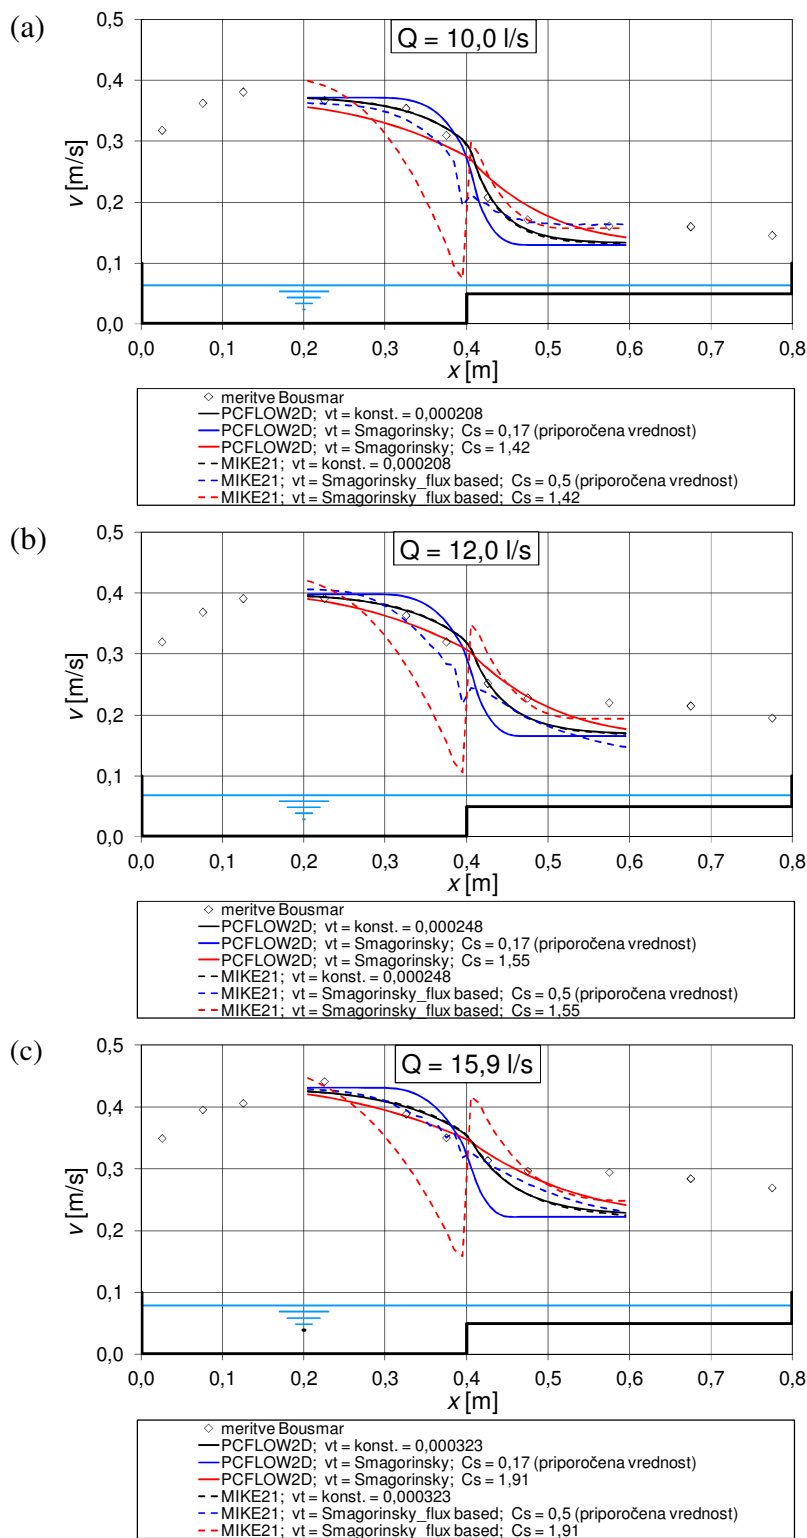 (a)
Q = 10,0 l/s
0,5
0,4
0,3
0,2
0,1
0,0
v [m/s]
0,0 0,1 0,2 0,3 0,4 0,5 0,6 0,7 0,8
x [m]
meritve Bousmar
PCFLOW2D; vt = konst. = 0,000208
PCFLOW2D; vt = Smagorinsky; Cs = 0,17 (priporočena vrednost)
PCFLOW2D; vt = Smagorinsky; Cs = 1,42
MIKE21; vt = konst. = 0,000208
MIKE21; vt = Smagorinsky_flux based; Cs = 0,5 (priporočena vrednost)
MIKE21; vt = Smagorinsky_flux based; Cs = 1,42
(b)
Q = 12,0 l/s
0,5
0,4
0,3
0,2
0,1
0,0
v [m/s]
0,0 0,1 0,2 0,3 0,4 0,5 0,6 0,7 0,8
x [m]
meritve Bousmar
PCFLOW2D; vt = konst. = 0,000248
PCFLOW2D; vt = Smagorinsky; Cs = 0,17 (priporočena vrednost)
PCFLOW2D; vt = Smagorinsky; Cs = 1,55
MIKE21; vt = konst. = 0,000248
MIKE21; vt = Smagorinsky_flux based; Cs = 0,5 (priporočena vrednost)
MIKE21; vt = Smagorinsky_flux based; Cs = 1,55
(c)
Q = 15,9 l/s
0,5
0,4
0,3
0,2
0,1
0,0
v [m/s]
0,0 0,1 0,2 0,3 0,4 0,5 0,6 0,7 0,8
x [m]
meritve Bousmar
PCFLOW2D; vt = konst. = 0,000323
PCFLOW2D; vt = Smagorinsky; Cs = 0,17 (priporočena vrednost)
PCFLOW2D; vt = Smagorinsky; Cs = 1,91
MIKE21; vt = konst. = 0,000323
MIKE21; vt = Smagorinsky_flux based; Cs = 0,5 (priporočena vrednost)
MIKE21; vt = Smagorinsky_flux based; Cs = 1,91